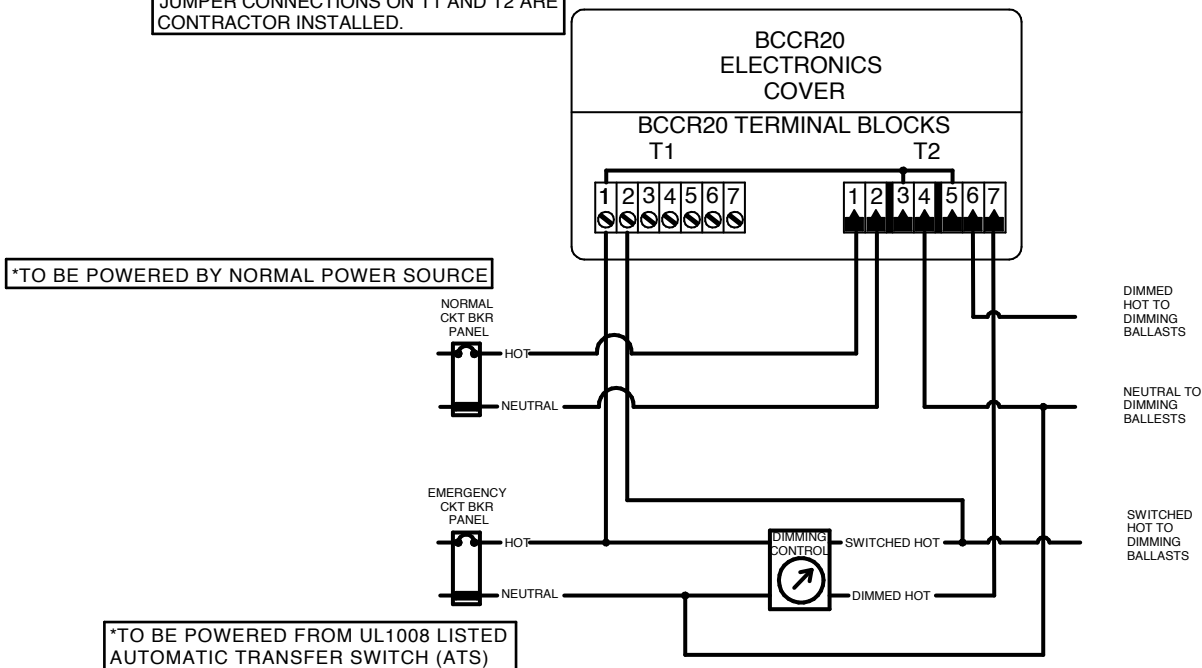 JUMPER CONNECTIONS ON T1 AND T2 ARE
CONTRACTOR INSTALLED.
BCCR20
ELECTRONICS
COVER
BCCR20 TERMINAL BLOCKS
T1 T2
1 2 3 4 5 6 7 1 2 3 4 5 6 7
*TO BE POWERED BY NORMAL POWER SOURCE
NORMAL
CKT BKR
PANEL
HOT
NEUTRAL
DIMMED
HOT TO
DIMMING
BALLASTS
NEUTRAL TO
DIMMING
BALLESTS
EMERGENCY
CKT BKR
PANEL
HOT
NEUTRAL
DIMMING
CONTROL
SWITCHED HOT
DIMMED HOT
SWITCHED
HOT TO
DIMMING
BALLASTS
*TO BE POWERED FROM UL1008 LISTED
AUTOMATIC TRANSFER SWITCH (ATS)